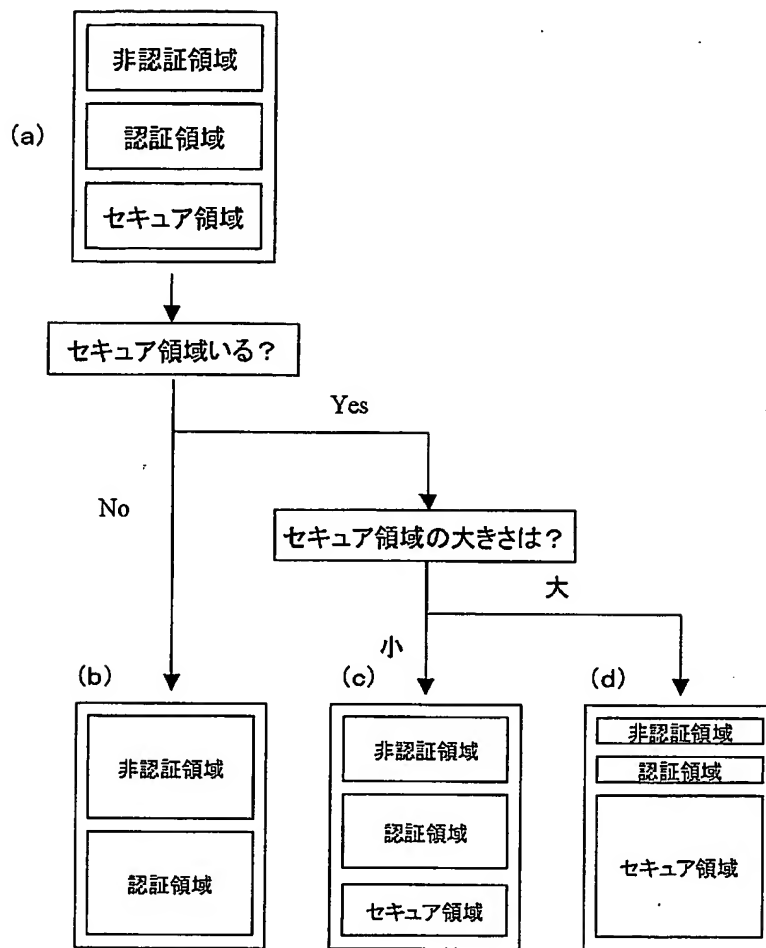 非認証領域
(a)
認証領域
セキュア領域
セキュア領域いる？
Yes
No
セキュア領域の大きさは？
大
小
(b)
(c)
(d)
非認証領域
認証領域
非認証領域
認証領域
セキュア領域
非認証領域
認証領域
セキュア領域